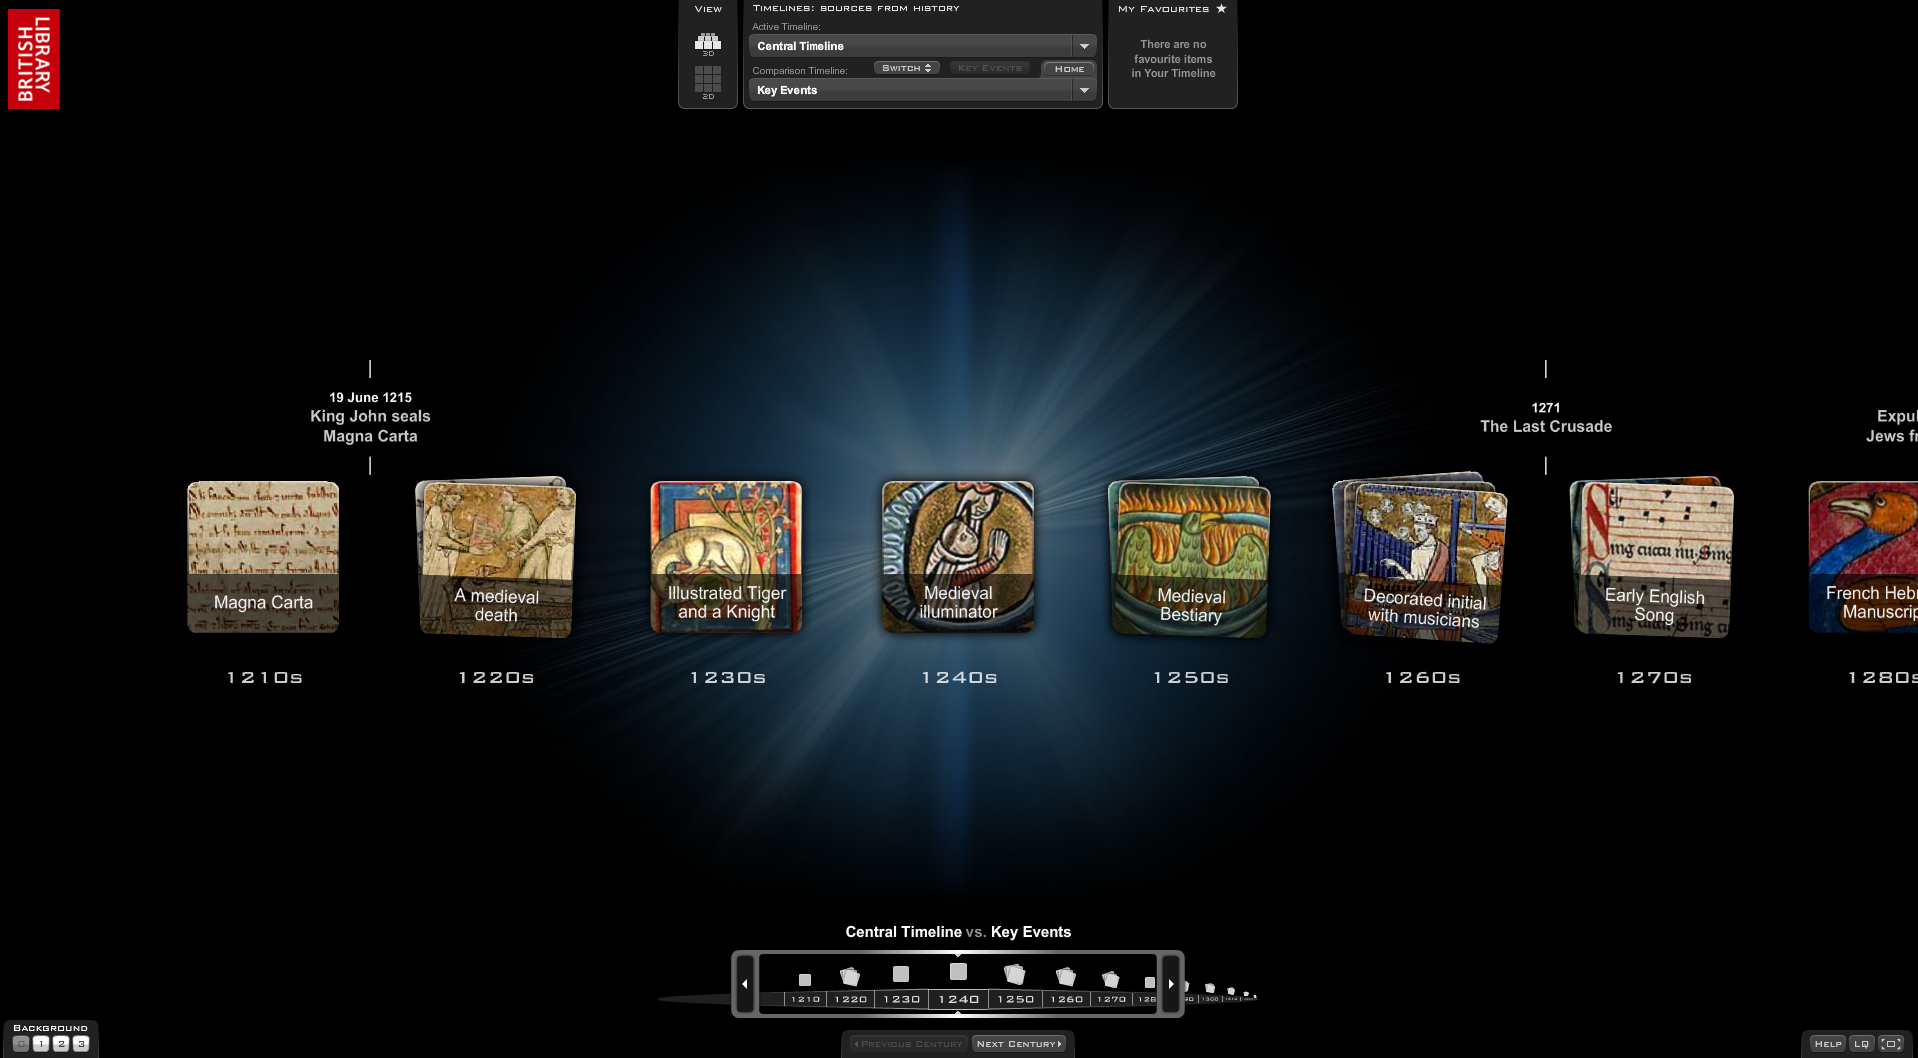 BRITISH
LIBRARY
VIEW
3D
2D
TIMELINES: SOURCES FROM HISTORY
Active Timeline:
Central Timeline
Comparison Timeline:
SWITCH
KEY EVENTS
HOME
Key Events
MY FAVOURITES ★
There are no
favourite items
in Your Timeline
19 June 1215
King John seals
Magna Carta
1271
The Last Crusade
Expul
Jews fr
Magna Carta
A medieval
death
Illustrated Tiger
and a Knight
Medieval
illuminator
Medieval
Bestiary
Decorated initial
with musicians
Early English
Song
French Hebr
Manuscrip
1210s
1220s
1230s
1240s
1250s
1260s
1270s
1280s
Central Timeline vs. Key Events
1210
1220
1230
1240
1250
1260
1270
128
90
1300
PREVIOUS CENTURY
NEXT CENTURY
BACKGROUND
1
2
3
HELP
LQ